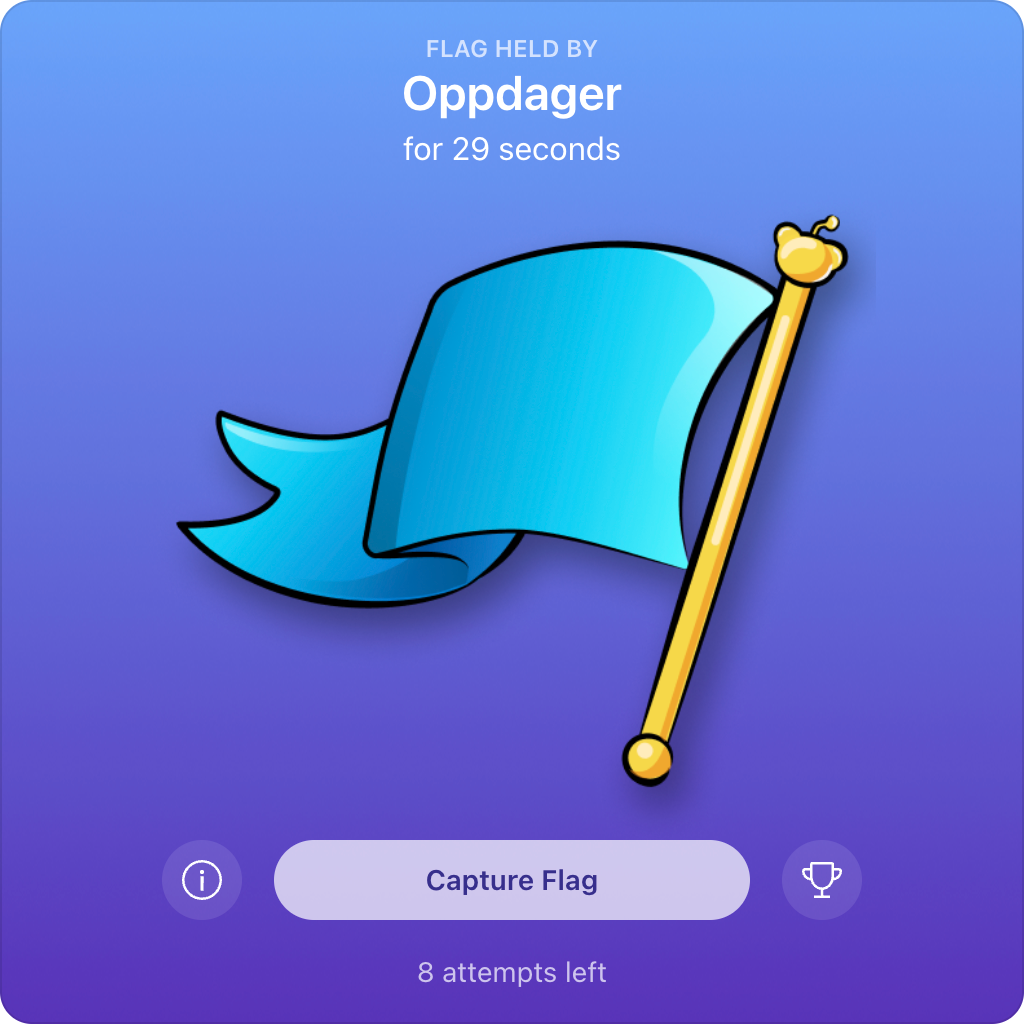 FLAG HELD BY
Oppdager
for 29 seconds
Capture Flag
8 attempts left